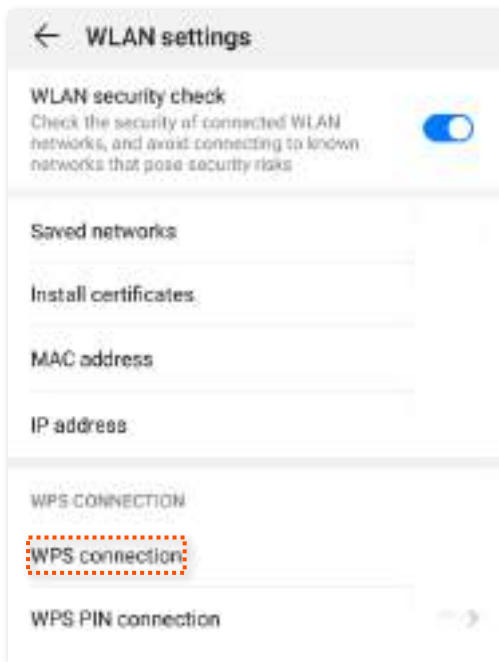 WLAN settings
WLAN security check
Check the security of connected WLAN
networks, and avoid connecting to known
networks that pose security risks
Saved networks
Install certificates
MAC address
IP address
WPS CONNECTION
WPS connection
WPS PIN connection